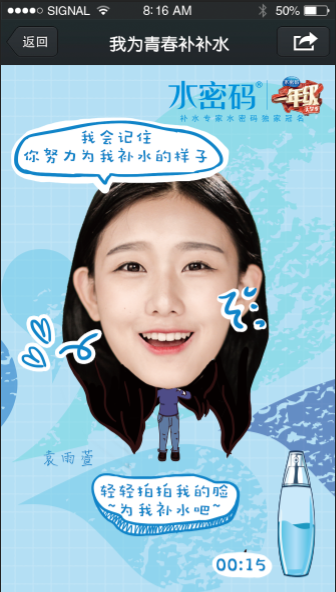 SIGNAL 8:16 AM 50%
返回 我为青春补补水
水密码® 一年级
补水专家水密码独家冠名
我会记住
你努力为我补水的样子
袁雨萱
轻轻拍拍我的脸
~为我补水吧~
00:15